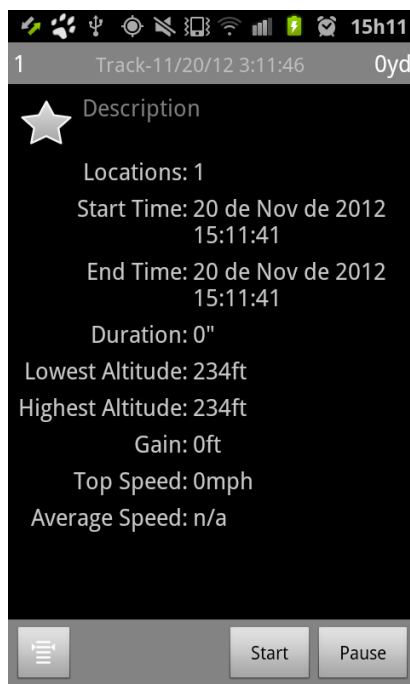 15h11
1 Track-11/20/12 3:11:46 0yd
Description
Locations: 1
Start Time: 20 de Nov de 2012
15:11:41
End Time: 20 de Nov de 2012
15:11:41
Duration: 0"
Lowest Altitude: 234ft
Highest Altitude: 234ft
Gain: 0ft
Top Speed: 0mph
Average Speed: n/a
Start Pause